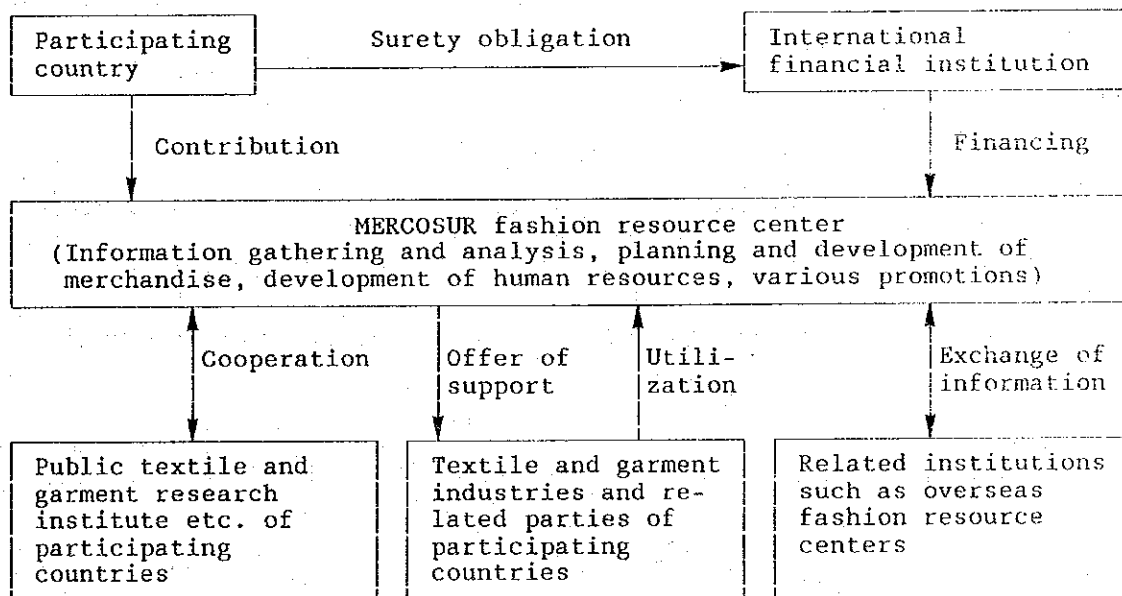 Participating
country
Surety obligation
International
financial institution
Contribution
Financing
MERCOSUR fashion resource center
(Information gathering and analysis, planning and development of
merchandise, development of human resources, various promotions)
Cooperation
Offer of
support
Utili-
zation
Exchange of
information
Public textile and
garment research
institute etc. of
participating
countries
Textile and garment
industries and re-
lated parties of
participating
countries
Related institutions
such as overseas
fashion resource
centers